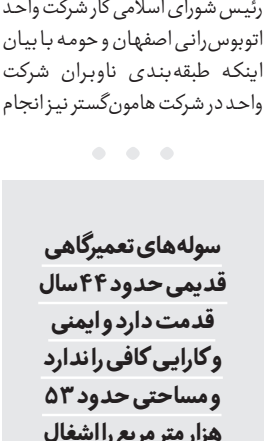 رئیس شورای اسلامی کار شرکت واحد
اتوبوس‌رانی اصفهان و حومه با بیان
اینکه طبقه‌بندی ناوبران شرکت
واحد در شرکت هامون‌گستر نیز انجام
سوله‌های تعمیرگاهی
قدیمی حدود ۴۴ سال
قدمت دارد و ایمنی
و کارایی کافی را ندارد
و مساحتی حدود ۵۳
هزار متر مربع را اشغال